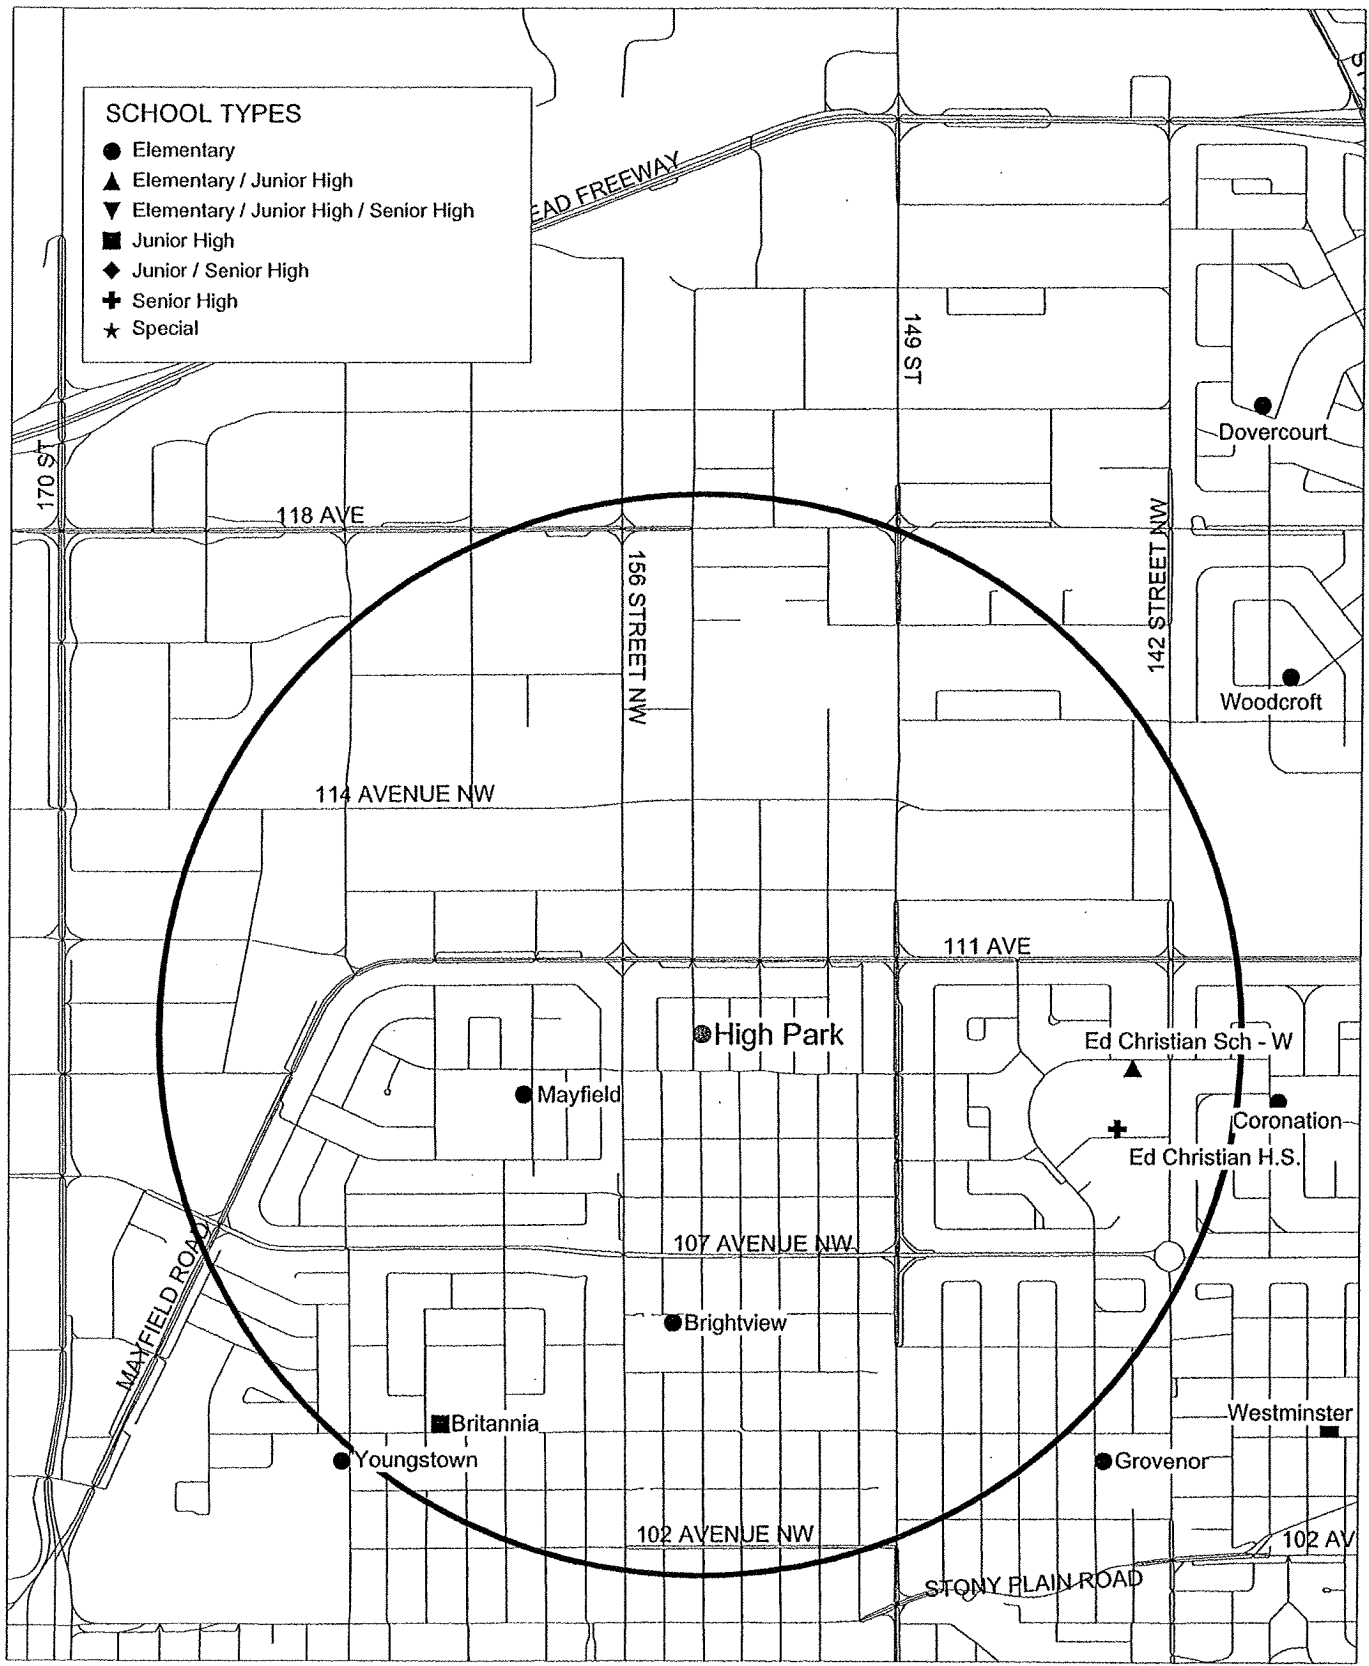 SCHOOL TYPES
Elementary
Elementary / Junior High
Elementary / Junior High / Senior High
Junior High
Junior / Senior High
Senior High
Special
EAD FREEWAY
149 ST
Dovercourt
170 ST
118 AVE
156 STREET NW
142 STREET NW
Woodcroft
114 AVENUE NW
111 AVE
High Park
Ed Christian Sch - W
Mayfield
Coronation
Ed Christian H.S.
107 AVENUE NW
MAYFIELD ROAD
Brightview
Britannia
Westminster
Youngstown
Grovenor
102 AVENUE NW
102 AV
STONY PLAIN ROAD